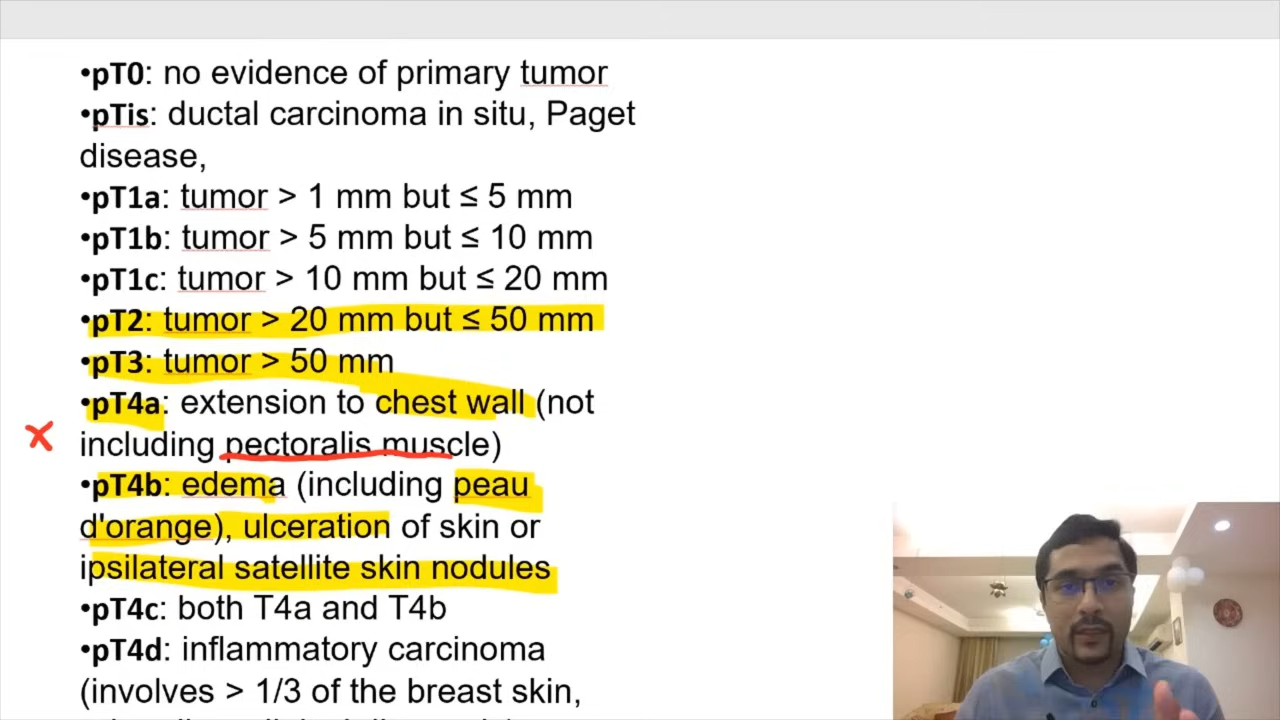 •pT0: no evidence of primary tumor
•pTis: ductal carcinoma in situ, Paget
disease,
•pT1a: tumor > 1 mm but ≤ 5 mm
•pT1b: tumor > 5 mm but ≤ 10 mm
•pT1c: tumor > 10 mm but ≤ 20 mm
•pT2: tumor > 20 mm but ≤ 50 mm
•pT3: tumor > 50 mm
•pT4a: extension to chest wall (not
including pectoralis muscle)
•pT4b: edema (including peau
d'orange), ulceration of skin or
ipsilateral satellite skin nodules
•pT4c: both T4a and T4b
•pT4d: inflammatory carcinoma
(involves > 1/3 of the breast skin,